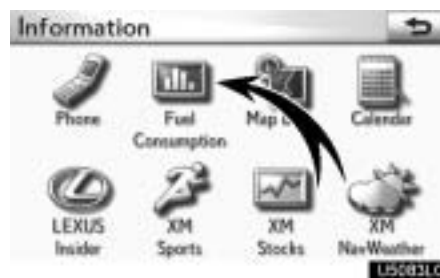 Information
Phone
Fuel
Consumption
Map
Calendar
LEXUS
Insider
XM
Sports
XM
Stocks
XM
NavWeather